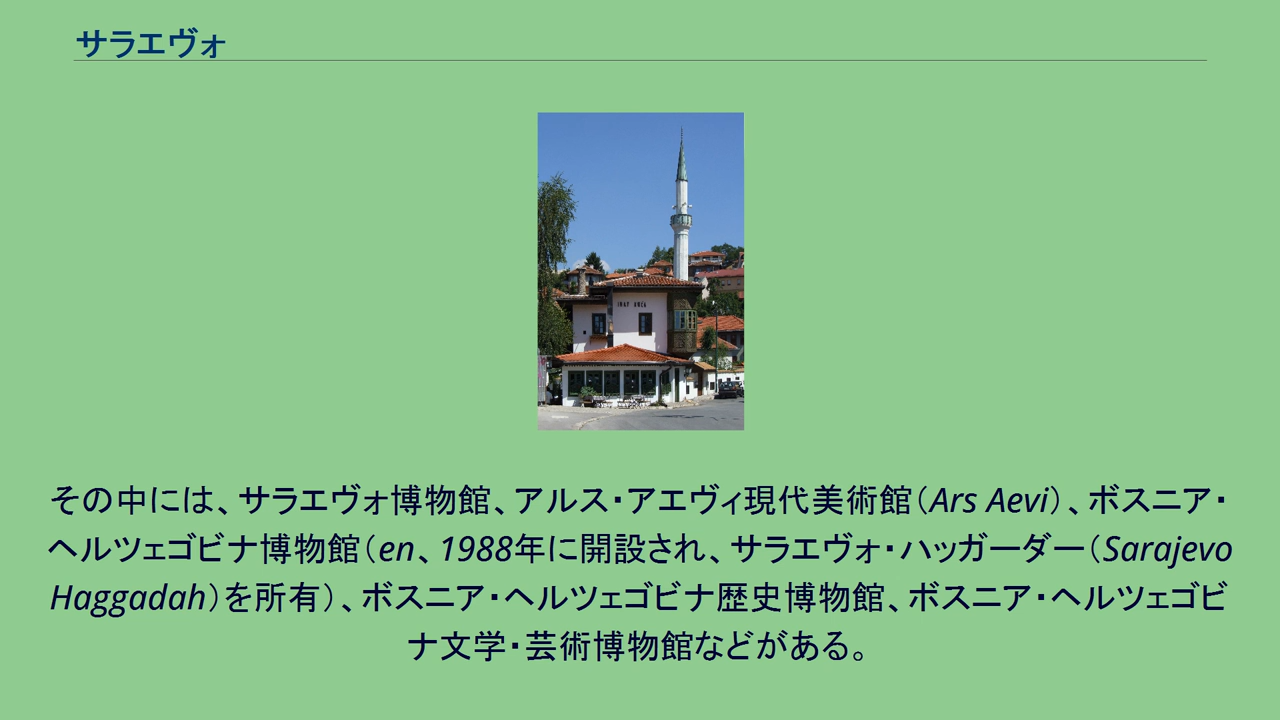 サラエヴォ
INAT KUĆA
その中には、サラエヴォ博物館、アルス・アエヴィ現代美術館（Ars Aevi）、ボスニア・
ヘルツェゴビナ博物館（en、1988年に開設され、サラエヴォ・ハッガーダー（Sarajevo
Haggadah）を所有）、ボスニア・ヘルツェゴビナ歴史博物館、ボスニア・ヘルツェゴビ
ナ文学・芸術博物館などがある。